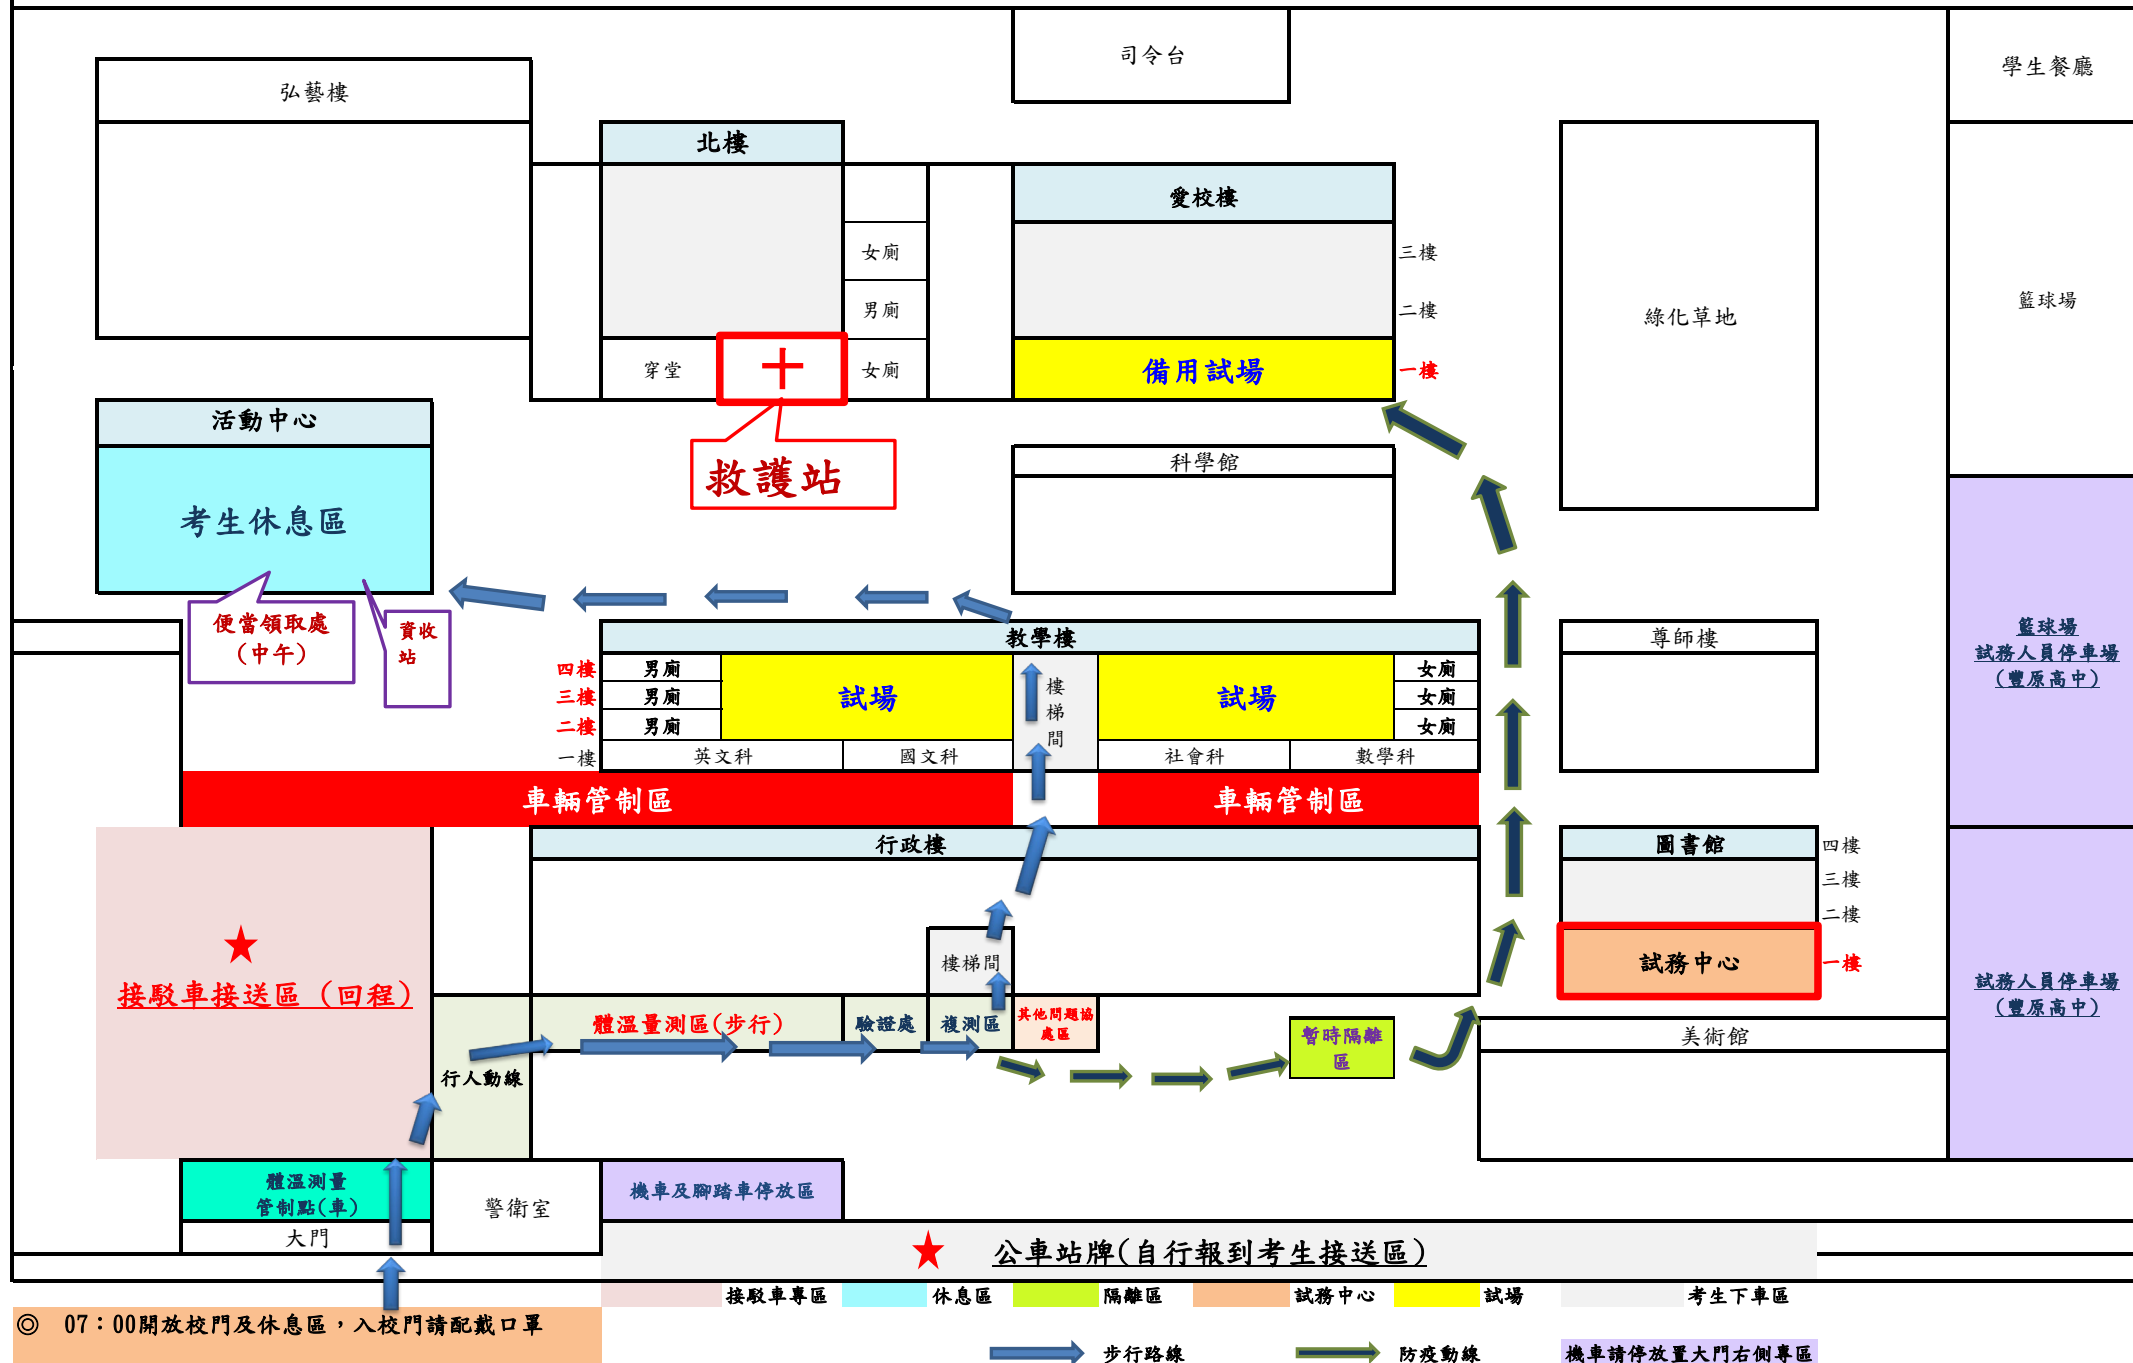 司令台
學生餐廳
弘藝樓
北樓
愛校樓
女廁
三樓
男廁
二樓
綠化草地
籃球場
穿堂
女廁
備用試場
一樓
活動中心
救護站
科學館
考生休息區
便當領取處
(中午)
資收
站
教學樓
尊師樓
籃球場
試務人員停車場
(豐原高中)
四樓
男廁
試場
樓
梯
間
試場
女廁
三樓
男廁
女廁
二樓
男廁
女廁
一樓
英文科
國文科
社會科
數學科
車輛管制區
車輛管制區
行政樓
圖書館
四樓
三樓
二樓
樓梯間
試務中心
一樓
接駁車接送區（回程）
試務人員停車場
(豐原高中)
體溫量測區(步行)
驗證處
複測區
其他問題協
處區
暫時隔離
區
美術館
行人動線
體溫測量
管制點(車)
警衛室
機車及腳踏車停放區
大門
公車站牌(自行報到考生接送區)
接駁車專區
休息區
隔離區
試務中心
試場
考生下車區
◎ 07：00開放校門及休息區，入校門請配戴口罩
步行路線
防疫動線
機車請停放置大門右側專區